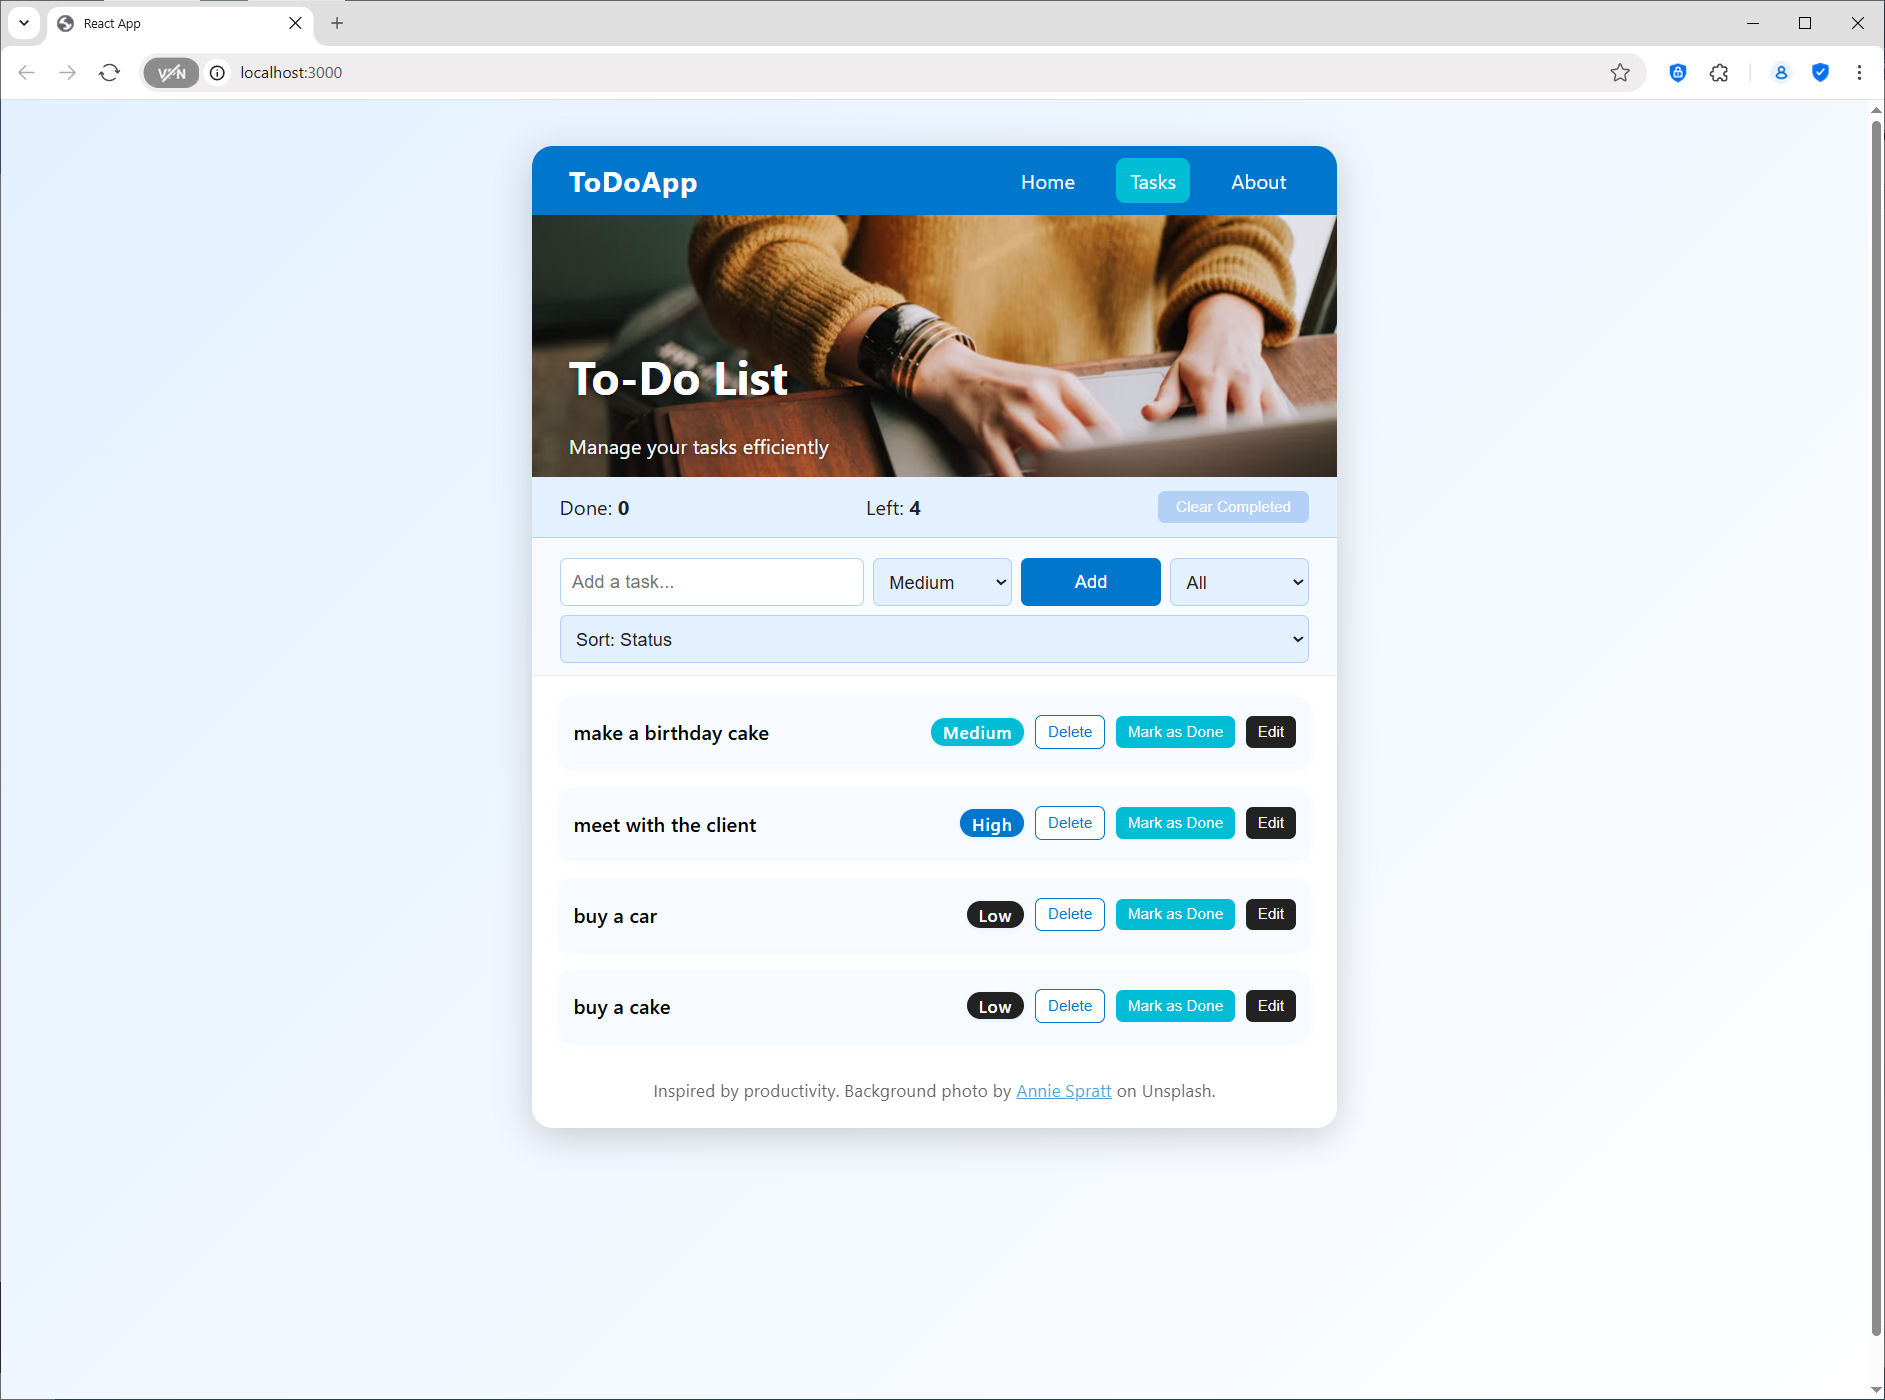 React App
VPN
localhost:3000
ToDoApp Home Tasks About
To-Do List
Manage your tasks efficiently
Done: 0 Left: 4 Clear Completed
Add a task... Medium Add All
Sort: Status
make a birthday cake Medium Delete Mark as Done Edit
meet with the client High Delete Mark as Done Edit
buy a car Low Delete Mark as Done Edit
buy a cake Low Delete Mark as Done Edit
Inspired by productivity. Background photo by Annie Spratt on Unsplash.